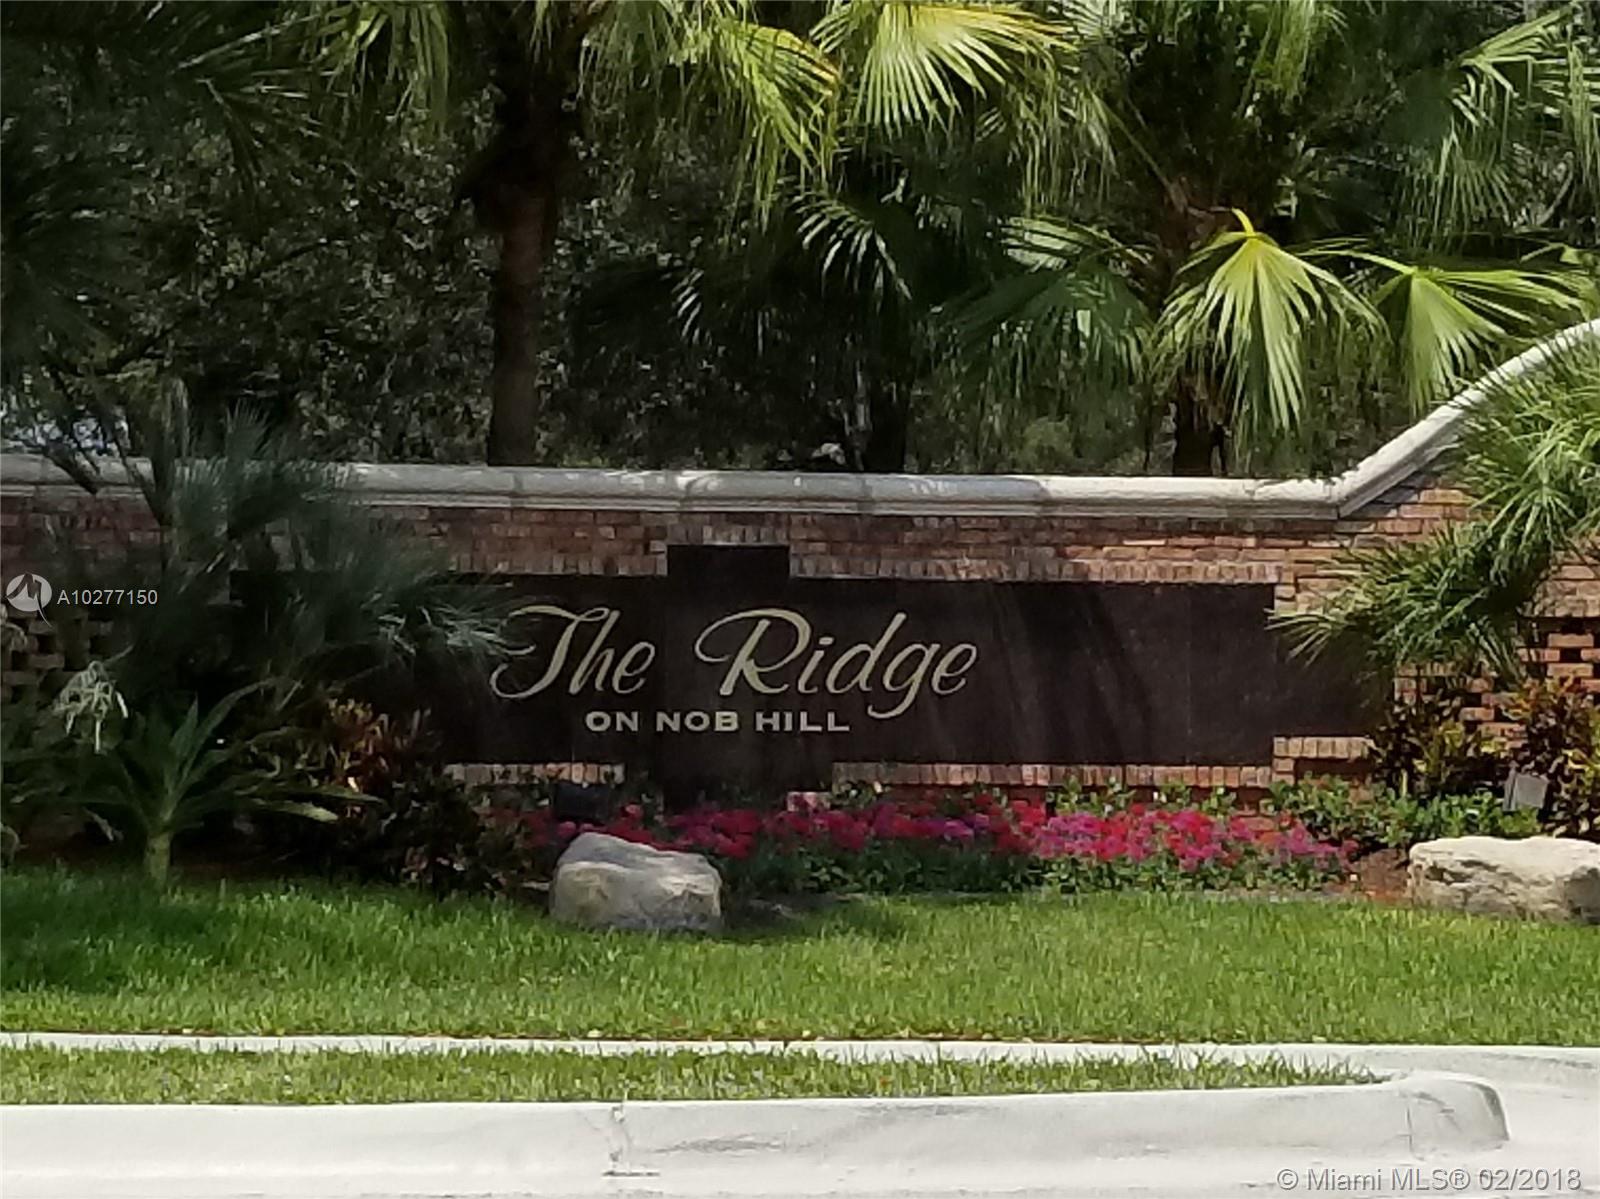 A10277150
The Ridge
ON NOB HILL
© Miami MLS® 02/2018